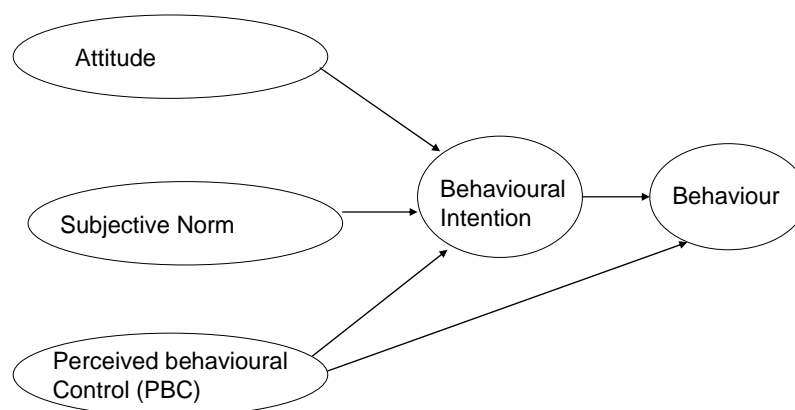 Attitude
Subjective Norm
Perceived behavioural
Control (PBC)
Behavioural
Intention
Behaviour